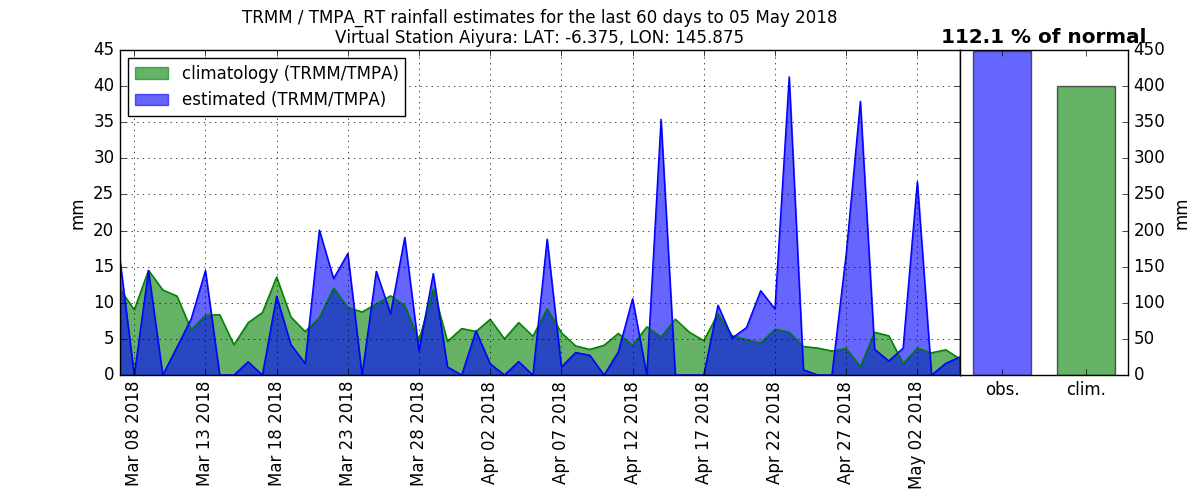 TRMM / TMPA_RT rainfall estimates for the last 60 days to 05 May 2018
Virtual Station Aiyura: LAT: -6.375, LON: 145.875
112.1 % of normal
climatology (TRMM/TMPA)
estimated (TRMM/TMPA)
45
40
35
30
25
20
15
10
5
0
mm
450
400
350
300
250
200
150
100
50
0
mm
obs.
clim.
Mar 08 2018
Mar 13 2018
Mar 18 2018
Mar 23 2018
Mar 28 2018
Apr 02 2018
Apr 07 2018
Apr 12 2018
Apr 17 2018
Apr 22 2018
Apr 27 2018
May 02 2018